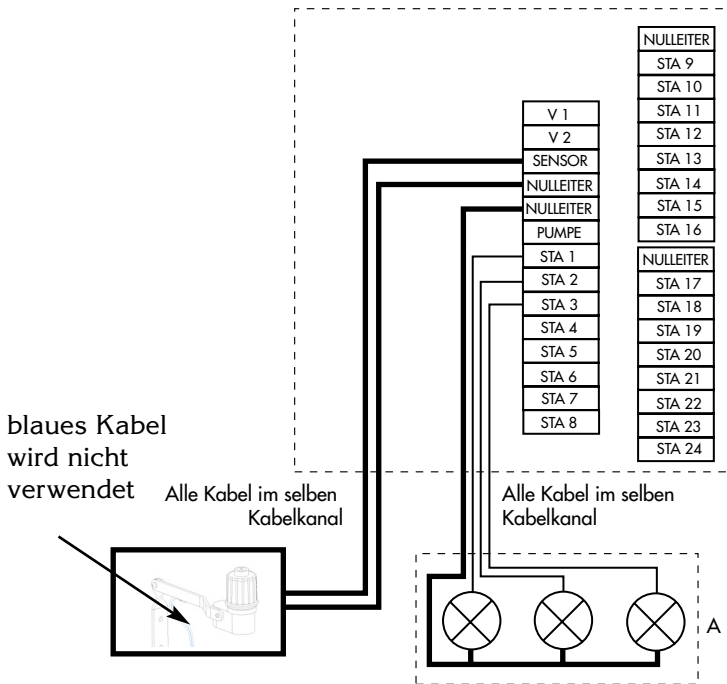 V 1
V 2
SENSOR
NULLEITER
NULLEITER
PUMPE
STA 1
STA 2
STA 3
STA 4
STA 5
STA 6
STA 7
STA 8
NULLEITER
STA 9
STA 10
STA 11
STA 12
STA 13
STA 14
STA 15
STA 16
NULLEITER
STA 17
STA 18
STA 19
STA 20
STA 21
STA 22
STA 23
STA 24
blaues Kabel
wird nicht
verwendet
Alle Kabel im selben
Kabelkanal
Alle Kabel im selben
Kabelkanal
A